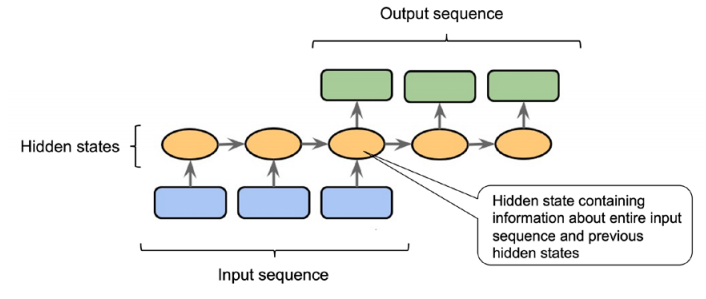 Output sequence
Hidden states
Hidden state containing
information about entire input
sequence and previous
hidden states
Input sequence